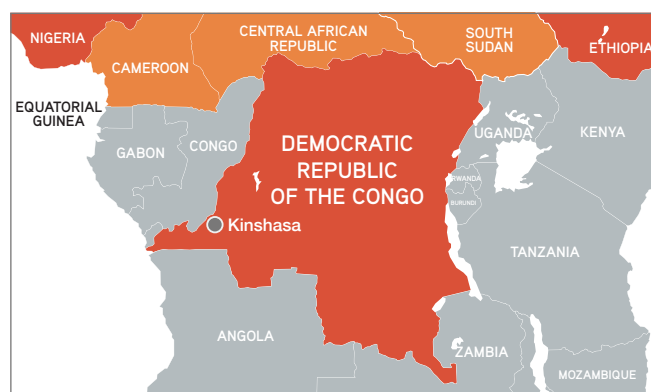 NIGERIA
CENTRAL AFRICAN
REPUBLIC
SOUTH
SUDAN
ETHIOPIA
CAMEROON
EQUATORIAL
GUINEA
GABON
CONGO
DEMOCRATIC
REPUBLIC
OF THE CONGO
UGANDA
KENYA
RWANDA
BURUNDI
Kinshasa
TANZANIA
ANGOLA
ZAMBIA
MOZAMBIQUE